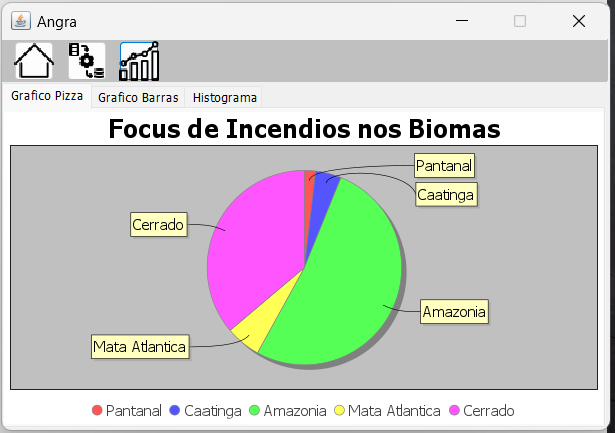 Angra
Grafico Pizza Grafico Barras Histograma
Focus de Incendios nos Biomas
Pantanal
Caatinga
Cerrado
Amazonia
Mata Atlantica
Pantanal Caatinga Amazonia Mata Atlantica Cerrado